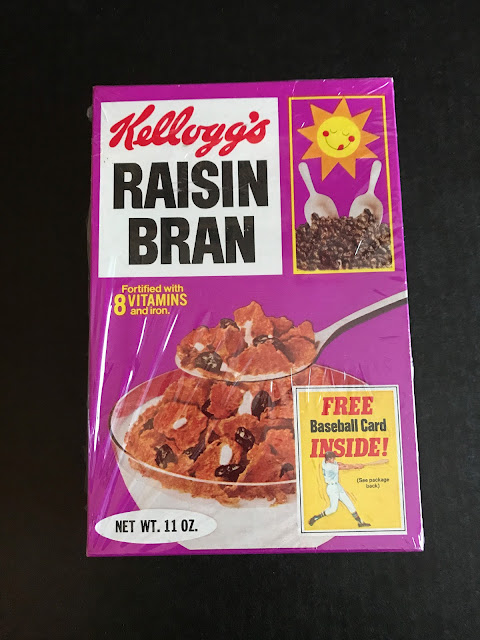 Kellogg's
RAISIN
BRAN
Fortified with
8 VITAMINS
and iron.
FREE
Baseball Card
INSIDE!
(See package
back)
NET WT. 11 OZ.